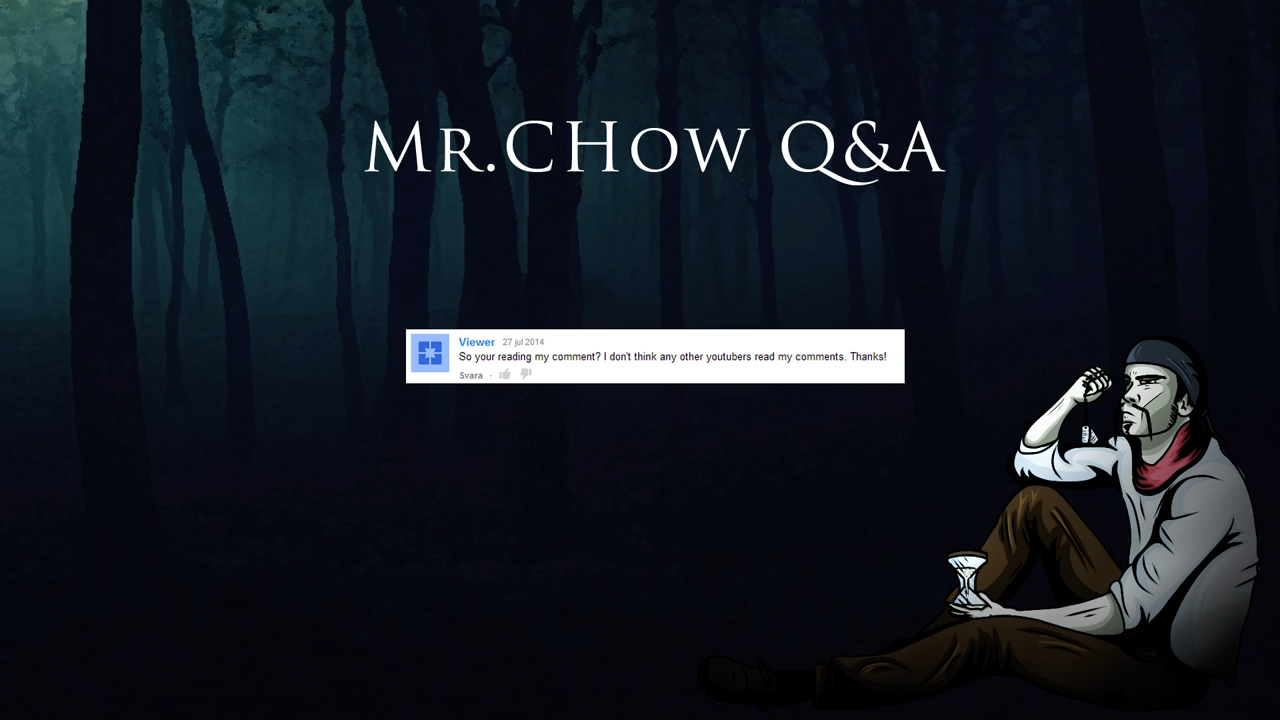 Mr.CHow Q&A
Viewer 27 jul 2014
So your reading my comment? I don't think any other youtubers read my comments. Thanks!
Svara -